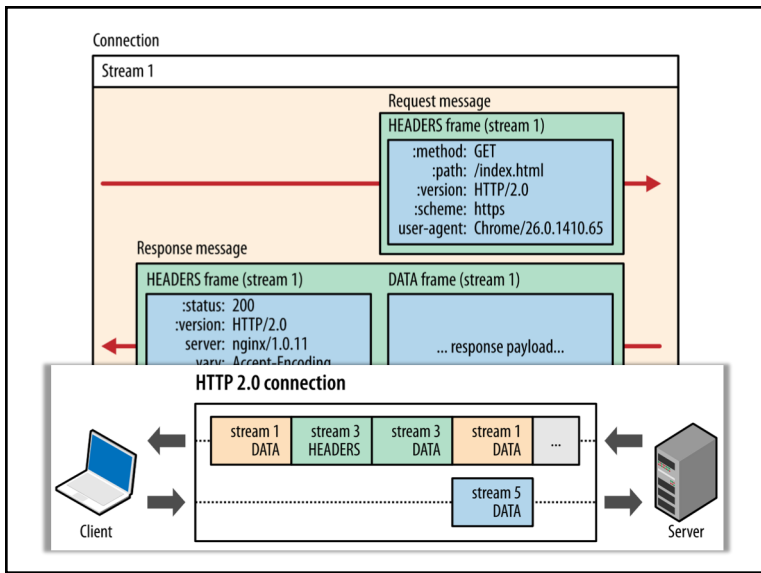 Connection
Stream 1
Request message
HEADERS frame (stream 1)
:method: GET
:path: /index.html
:version: HTTP/2.0
:scheme: https
user-agent: Chrome/26.0.1410.65
Response message
HEADERS frame (stream 1)
:status: 200
:version: HTTP/2.0
server: nginx/1.0.11
vary: Accept-Encoding
DATA frame (stream 1)
... response payload...
HTTP 2.0 connection
stream 1
DATA
stream 3
HEADERS
stream 3
DATA
stream 1
DATA
...
stream 5
DATA
Client
Server